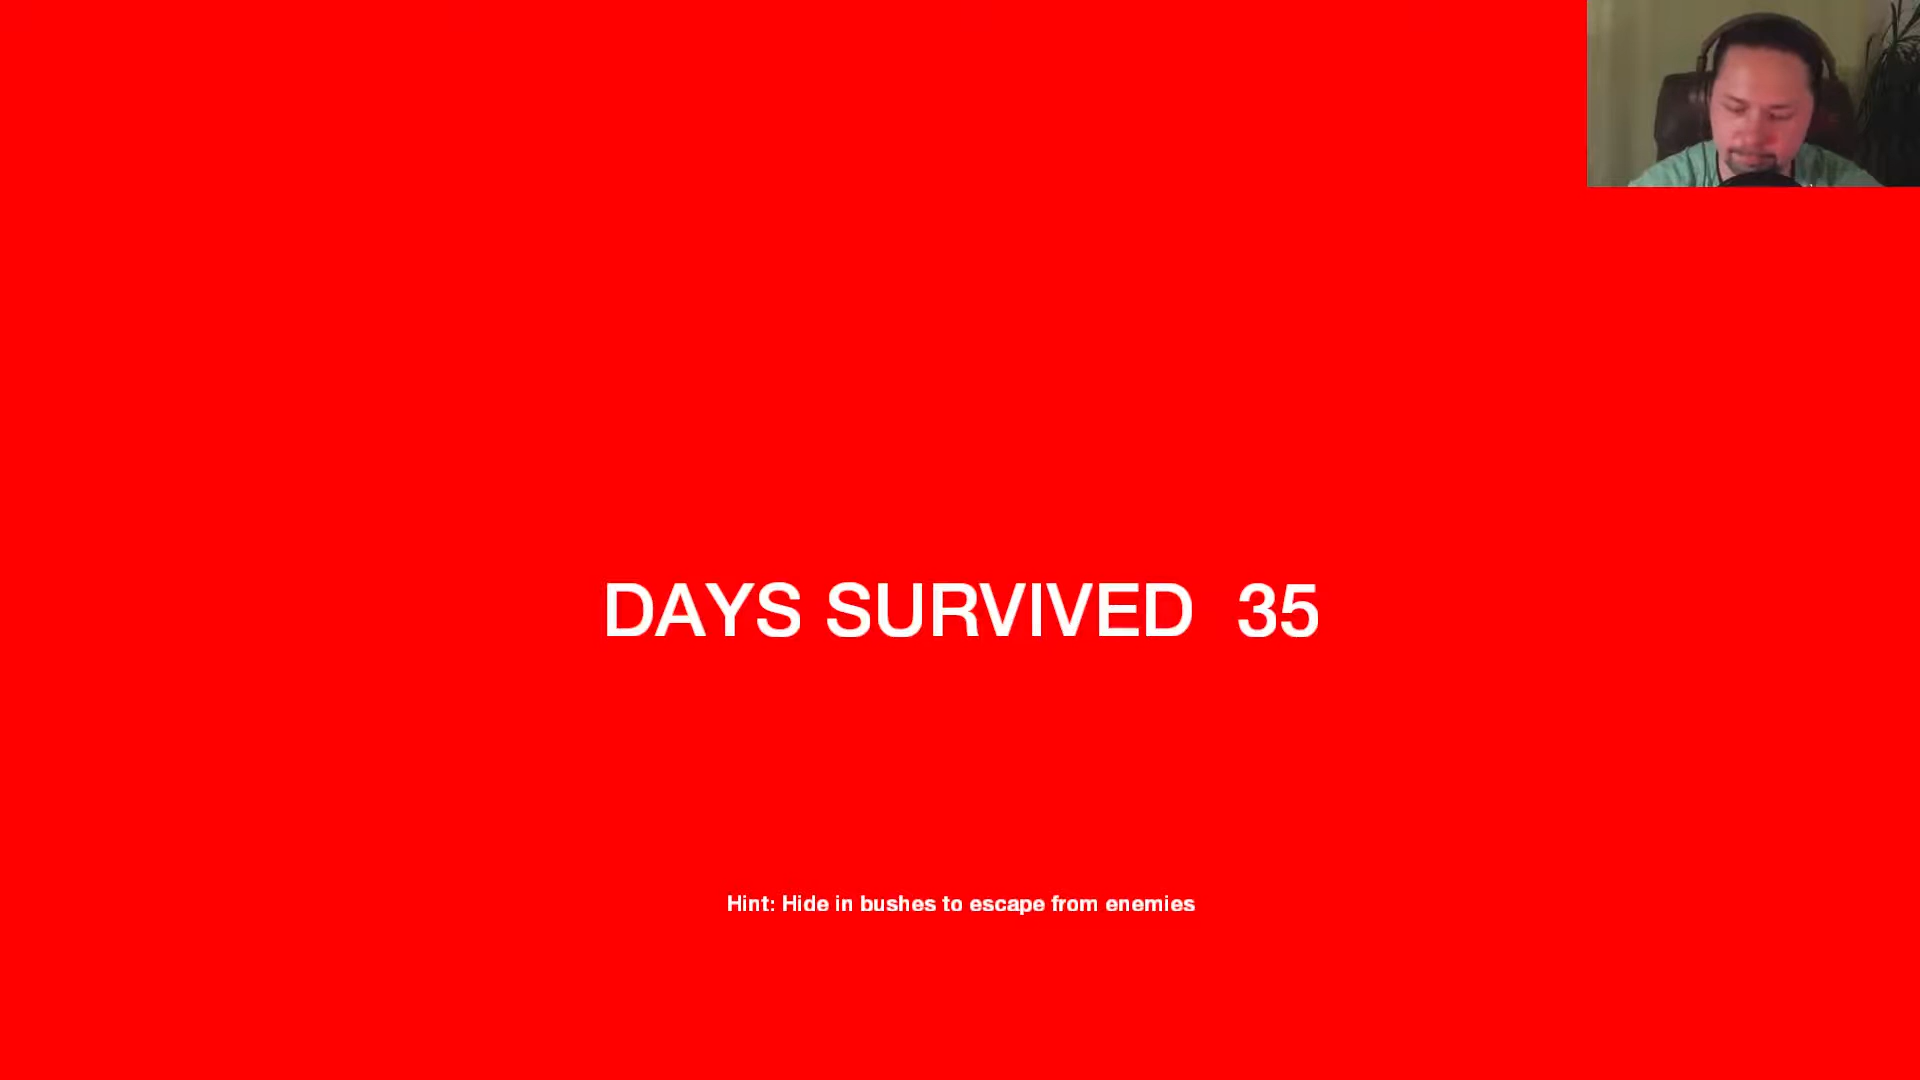 DAYS SURVIVED 35
Hint: Hide in bushes to escape from enemies